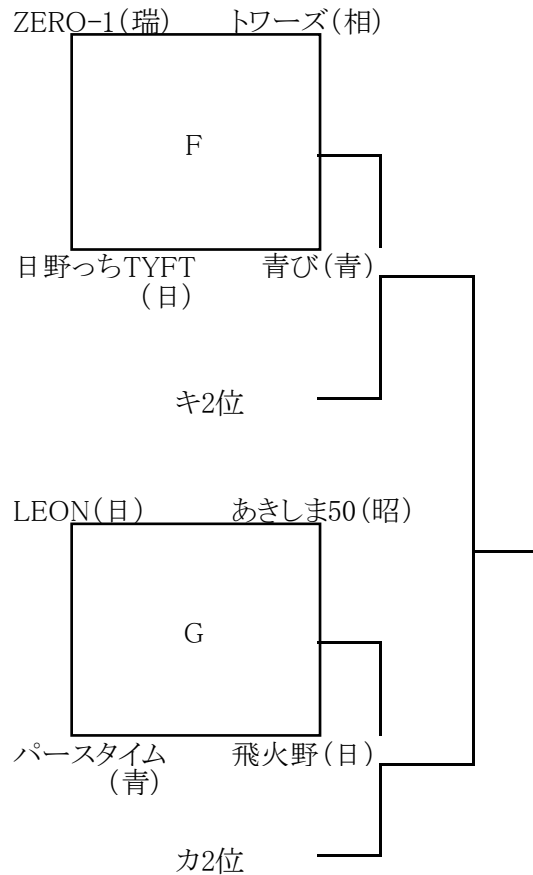 ZERO-1(瑞) トワーズ(相)
F
日野っちTYFT 青び(青)
(日)
キ2位
LEON(日) あきしま50(昭)
G
パースタイム 飛火野(日)
(青)
カ2位